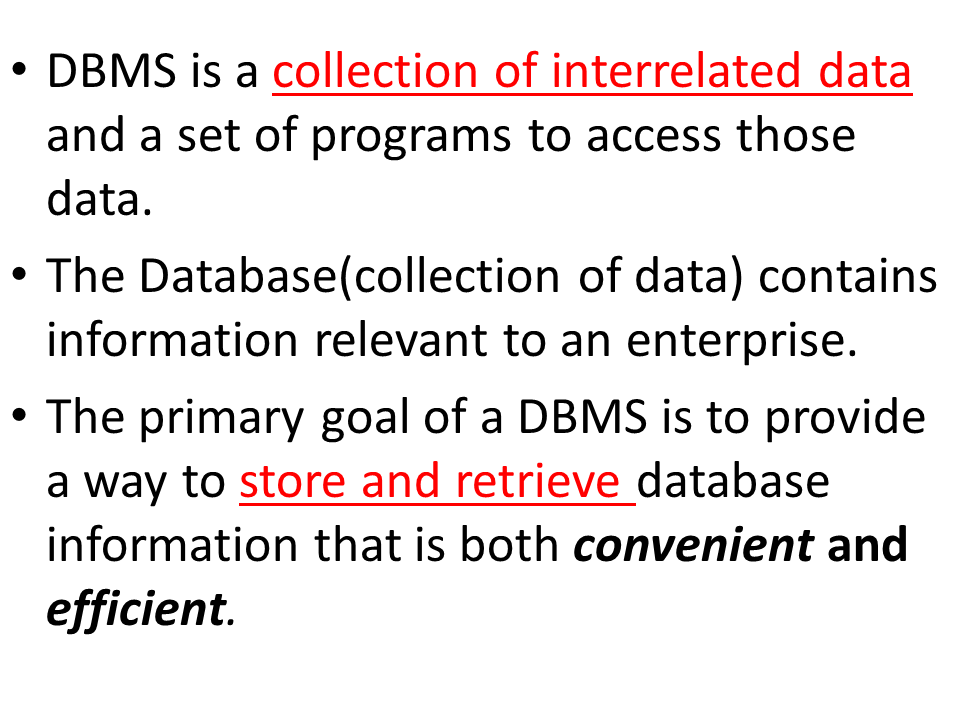 • DBMS is a collection of interrelated data
and a set of programs to access those
data.
• The Database(collection of data) contains
information relevant to an enterprise.
• The primary goal of a DBMS is to provide
a way to store and retrieve database
information that is both convenient and
efficient.